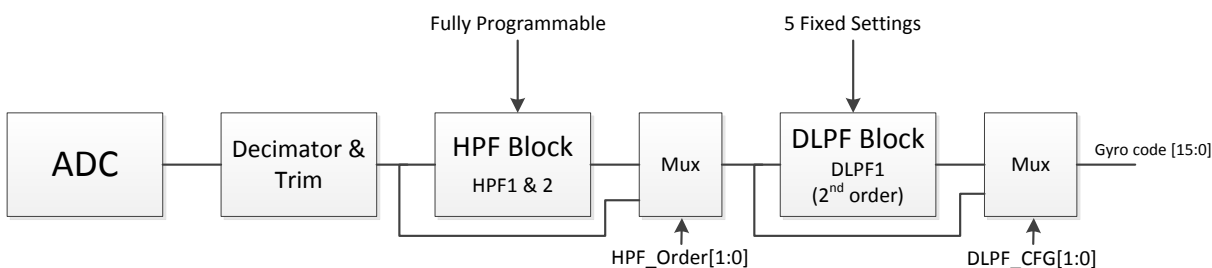 Fully Programmable
5 Fixed Settings
ADC
Decimator &
Trim
HPF Block
HPF1 & 2
Mux
DLPF Block
DLPF1
(2nd order)
Mux
Gyro code [15:0]
HPF_Order[1:0]
DLPF_CFG[1:0]